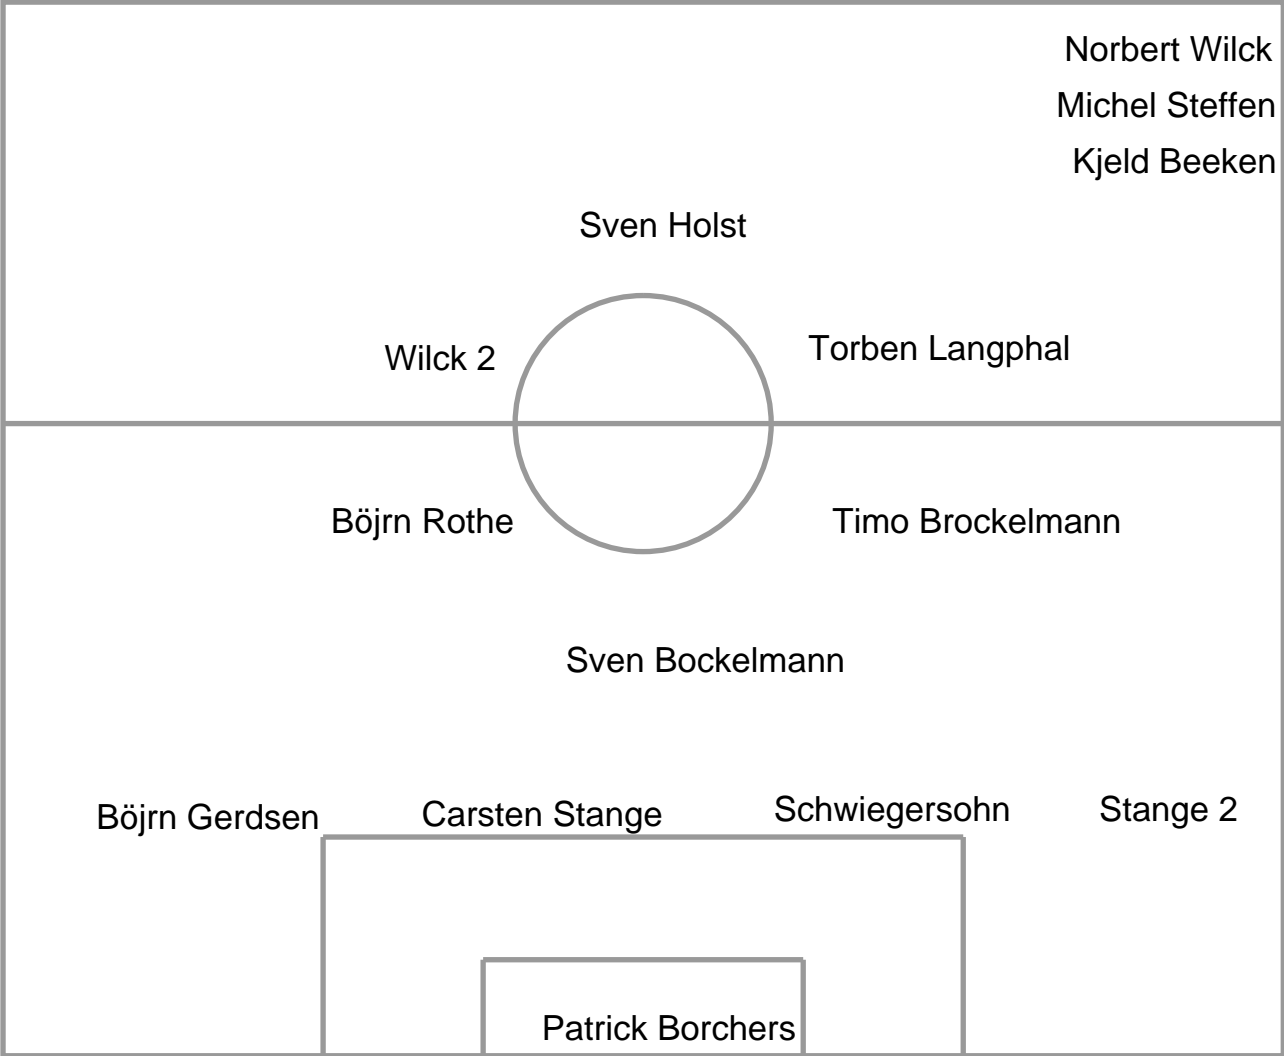 Norbert Wilck
Michel Steffen
Kjeld Beeken
Sven Holst
Wilck 2
Torben Langphal
Böjrn Rothe
Timo Brockelmann
Sven Bockelmann
Böjrn Gerdsen
Carsten Stange
Schwiegersohn
Stange 2
Patrick Borchers